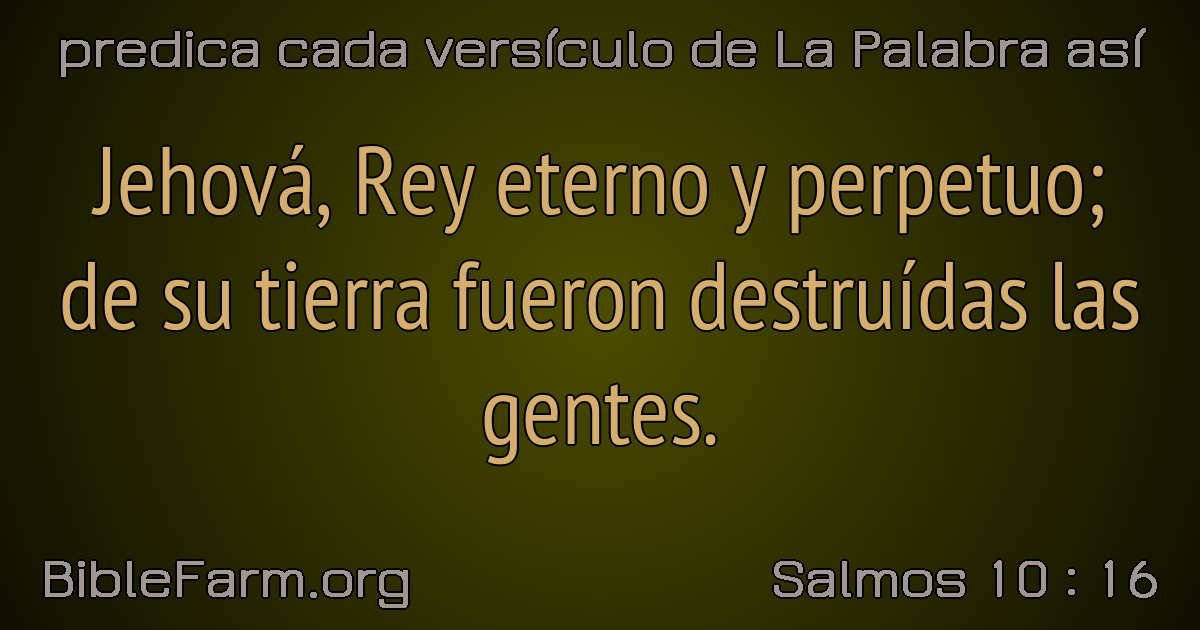 predica cada versículo de La Palabra así
Jehová, Rey eterno y perpetuo;
de su tierra fueron destruídas las
gentes.
BibleFarm.org
Salmos 10 : 16